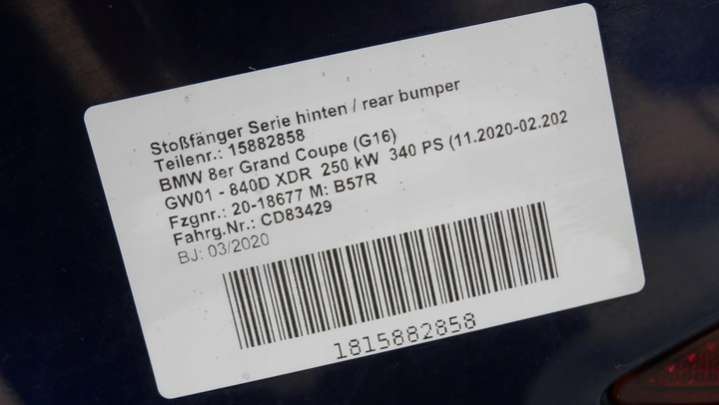 Stoßfänger Serie hinten / rear bumper
Teilenr.: 15882858
BMW 8er Grand Coupe (G16)
GW01 - 840D XDR 250 kW 340 PS (11.2020-02.202
Fzgnr.: 20-18677 M: B57R
Fahrg.Nr.: CD83429
BJ: 03/2020
1815882858